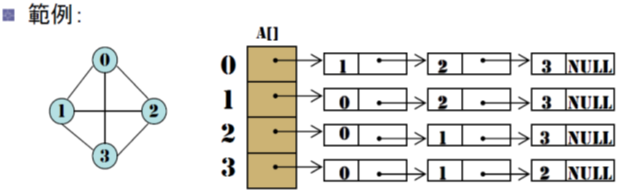 範例:
A[]
0
1 2
3
0 1 2 3 NULL
1 0 2 3 NULL
2 0 1 3 NULL
3 0 1 2 NULL